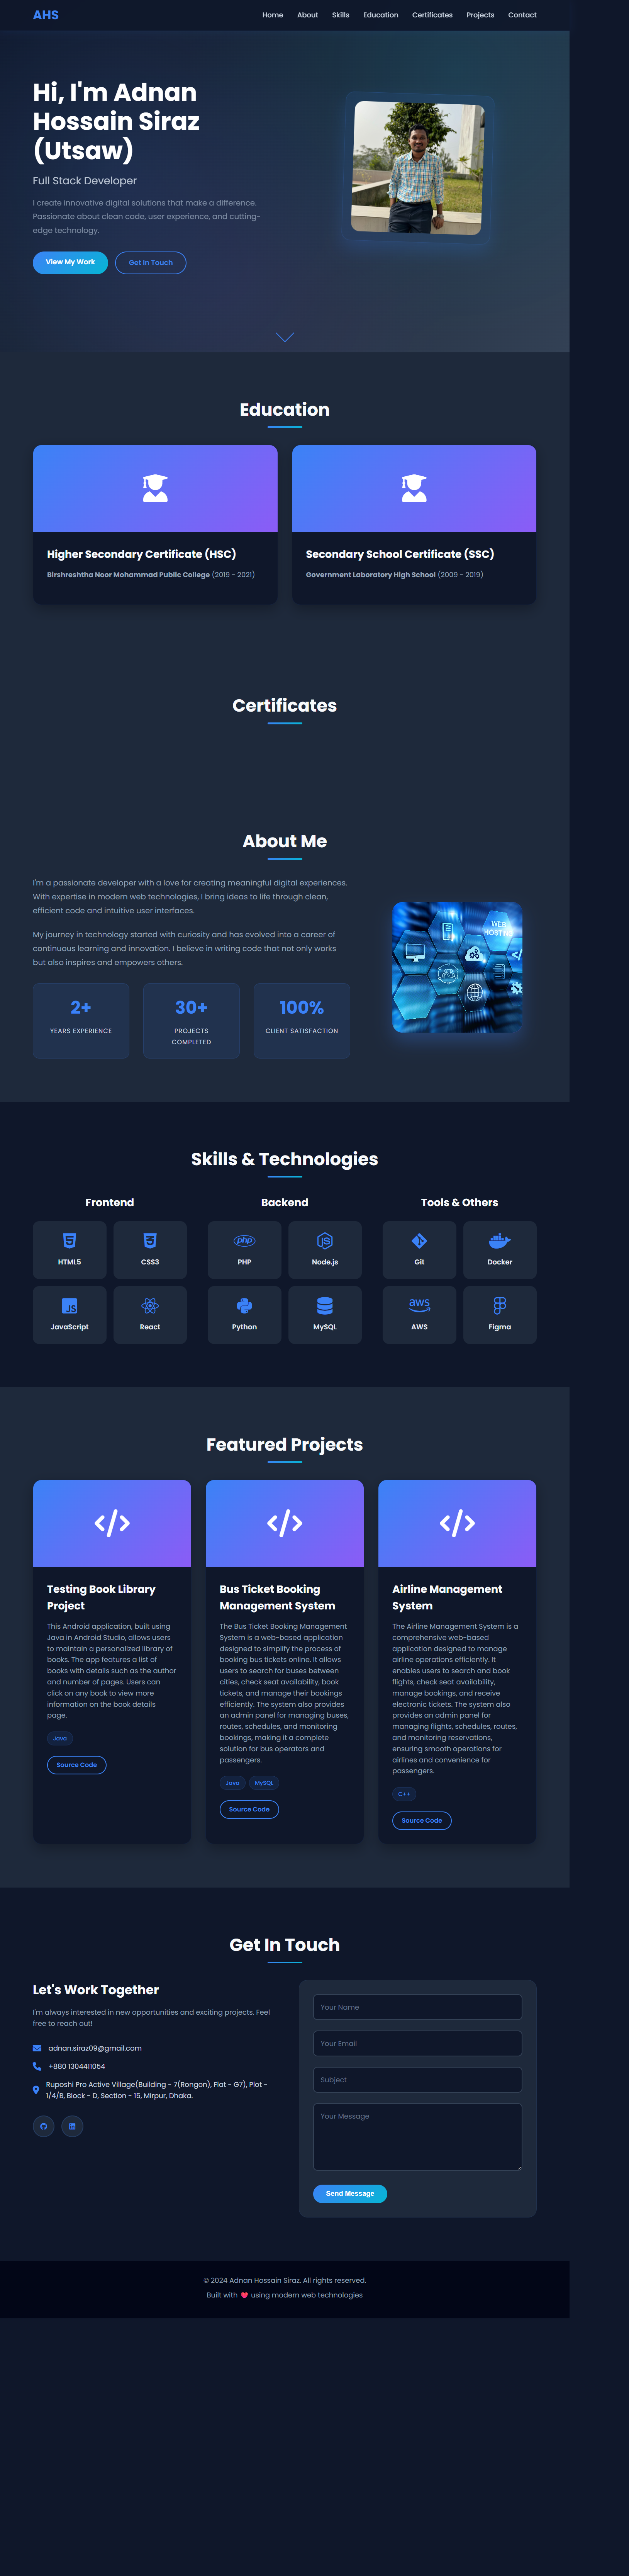 AHS
Home About Skills Education Certificates Projects Contact
Hi, I'm Adnan
Hossain Siraz
(Utsaw)
Full Stack Developer
I create innovative digital solutions that make a difference.
Passionate about clean code, user experience, and cutting-
edge technology.
View My Work Get In Touch
Education
Higher Secondary Certificate (HSC)
Birshreshtha Noor Mohammad Public College (2019 - 2021)
Secondary School Certificate (SSC)
Government Laboratory High School (2009 - 2019)
Certificates
About Me
I'm a passionate developer with a love for creating meaningful digital experiences.
With expertise in modern web technologies, I bring ideas to life through clean,
efficient code and intuitive user interfaces.
My journey in technology started with curiosity and has evolved into a career of
continuous learning and innovation. I believe in writing code that not only works
but also inspires and empowers others.
WEB
HOST
</
2+
YEARS EXPERIENCE
30+
PROJECTS
COMPLETED
100%
CLIENT SATISFACTION
Skills & Technologies
Frontend
HTML5
CSS3
JS
JavaScript
React
Backend
php
PHP
JS
Node.js
Python
MySQL
Tools & Others
Git
Docker
aws
AWS
Figma
Featured Projects
</>
Testing Book Library
Project
This Android application, built using
Java in Android Studio, allows users
to maintain a personalized library of
books. The app features a list of
books with details such as the author
and number of pages. Users can
click on any book to view more
information on the book details
page.
Java
Source Code
</>
Bus Ticket Booking
Management System
The Bus Ticket Booking Management
System is a web-based application
designed to simplify the process of
booking bus tickets online. It allows
users to search for buses between
cities, check seat availability, book
tickets, and manage their bookings
efficiently. The system also provides
an admin panel for managing buses,
routes, schedules, and monitoring
bookings, making it a complete
solution for bus operators and
passengers.
Java MySQL
Source Code
</>
Airline Management
System
The Airline Management System is a
comprehensive web-based
application designed to manage
airline operations efficiently. It
enables users to search and book
flights, check seat availability,
manage bookings, and receive
electronic tickets. The system also
provides an admin panel for
managing flights, schedules, routes,
and monitoring reservations,
ensuring smooth operations for
airlines and convenience for
passengers.
C++
Source Code
Get In Touch
Let's Work Together
I'm always interested in new opportunities and exciting projects. Feel
free to reach out!
adnan.siraz09@gmail.com
+880 1304411054
Ruposhi Pro Active Village(Building - 7(Rongon), Flat - G7), Plot -
1/4/B, Block - D, Section - 15, Mirpur, Dhaka.
Your Name
Your Email
Subject
Your Message
Send Message
© 2024 Adnan Hossain Siraz. All rights reserved.
Built with ❤️ using modern web technologies